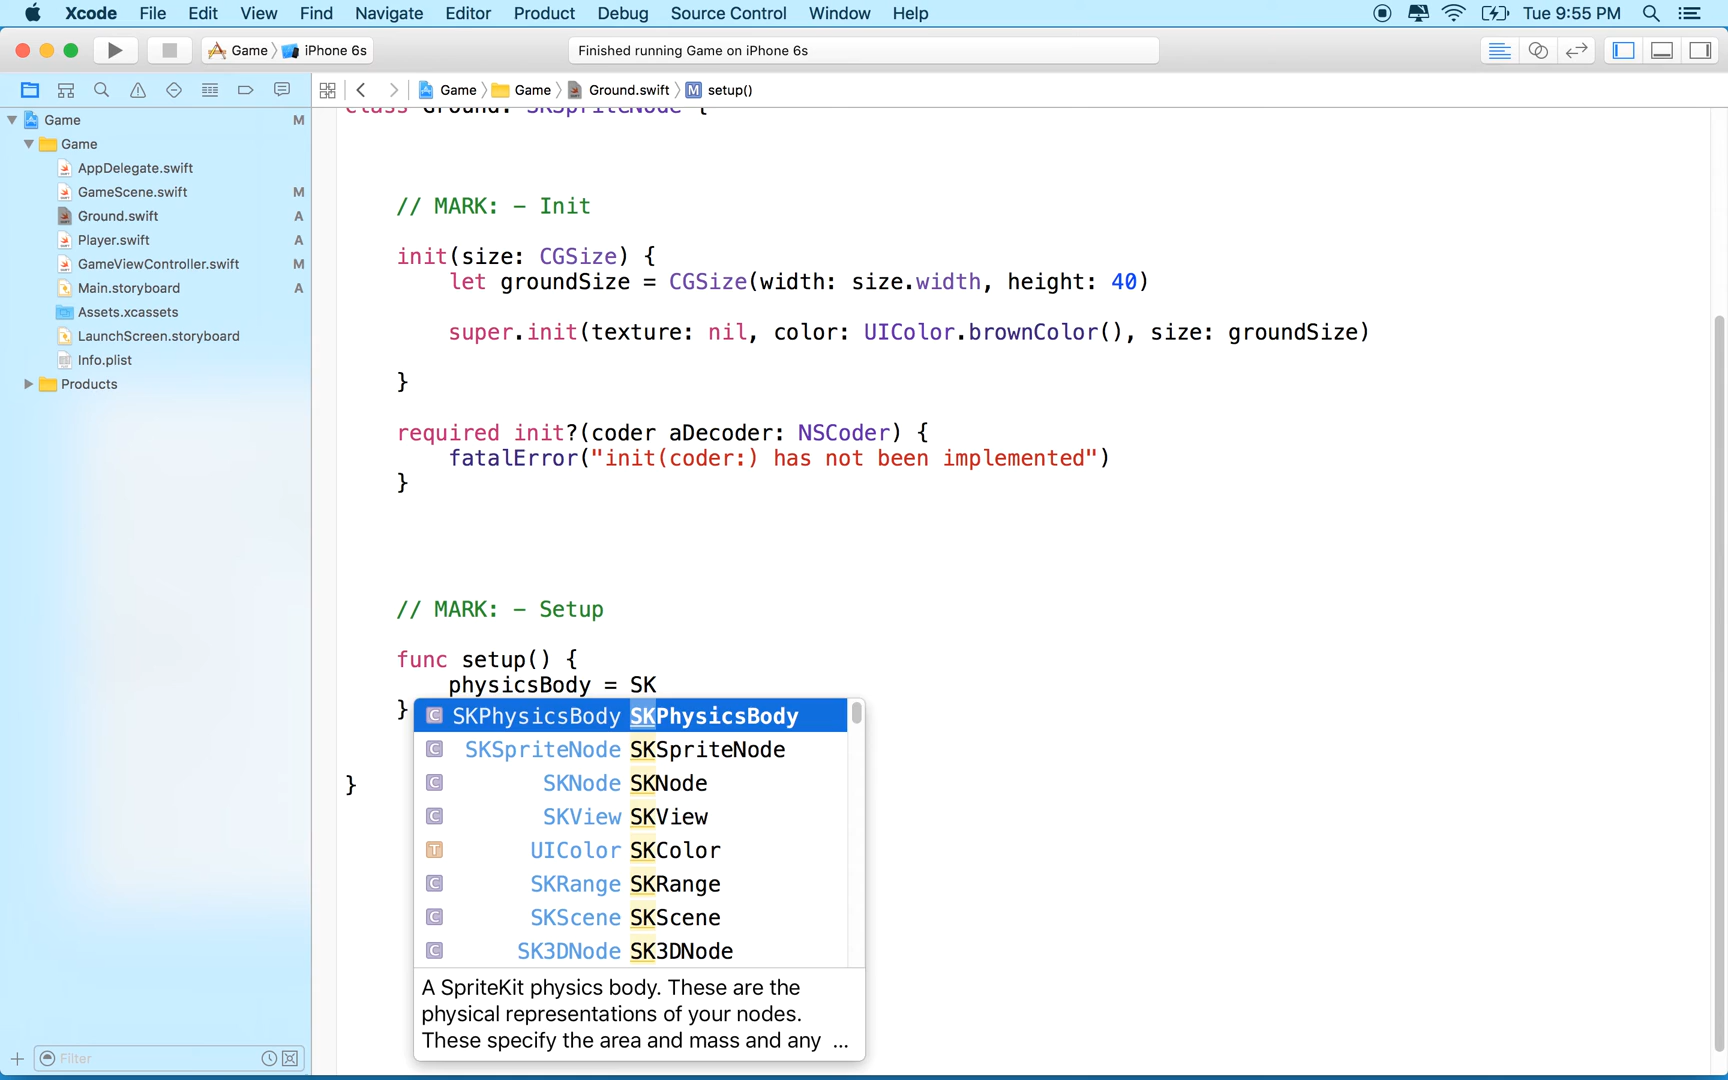 Xcode File Edit View Find Navigate Editor Product Debug Source Control Window Help Tue 9:55 PM
Game iPhone 6s Finished running Game on iPhone 6s
Game Game Ground.swift M setup()
Game M
Game
AppDelegate.swift
GameScene.swift M
Ground.swift A
Player.swift A
GameViewController.swift M
Main.storyboard A
Assets.xcassets
LaunchScreen.storyboard
Info.plist
Products
Filter
class Ground: SKSpriteNode {
// MARK: - Init
init(size: CGSize) {
let groundSize = CGSize(width: size.width, height: 40)
super.init(texture: nil, color: UIColor.brownColor(), size: groundSize)
}
required init?(coder aDecoder: NSCoder) {
fatalError("init(coder:) has not been implemented")
}
// MARK: - Setup
func setup() {
physicsBody = SK
}
}
C SKPhysicsBody SKPhysicsBody
C SKSpriteNode SKSpriteNode
C SKNode SKNode
C SKView SKView
T UIColor SKColor
C SKRange SKRange
C SKScene SKScene
C SK3DNode SK3DNode
A SpriteKit physics body. These are the
physical representations of your nodes.
These specify the area and mass and any ...